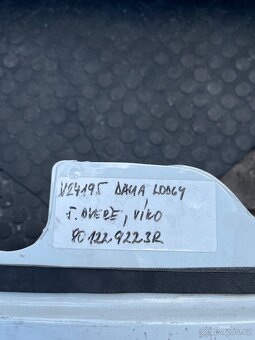 V24195 DACIA LODGY
5. DVEŘE, VÍKO
901229223R